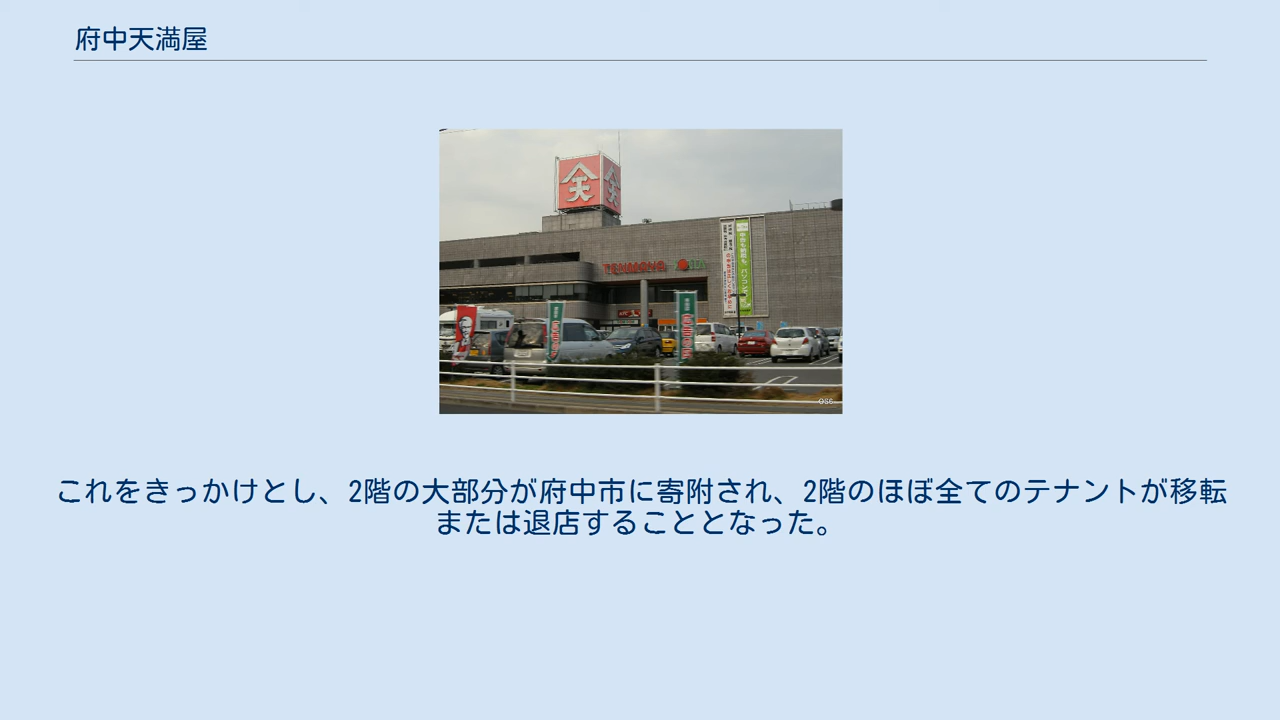 府中天満屋
天
天
TENMAYA
これをきっかけとし、2階の大部分が府中市に寄附され、2階のほぼ全てのテナントが移転
または退店することとなった。